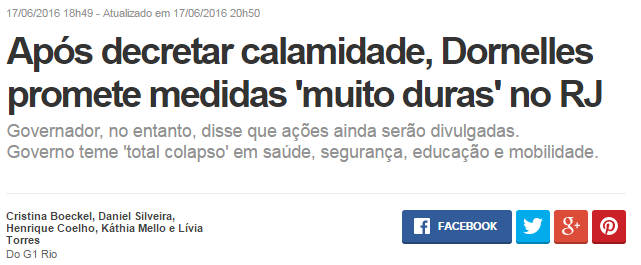 17/06/2016 18h49 - Atualizado em 17/06/2016 20h50
Após decretar calamidade, Dornelles
promete medidas 'muito duras' no RJ
Governador, no entanto, disse que ações ainda serão divulgadas.
Governo teme 'total colapso' em saúde, segurança, educação e mobilidade.
Cristina Boeckel, Daniel Silveira,
Henrique Coelho, Káthia Mello e Lívia
Torres
Do G1 Rio
FACEBOOK